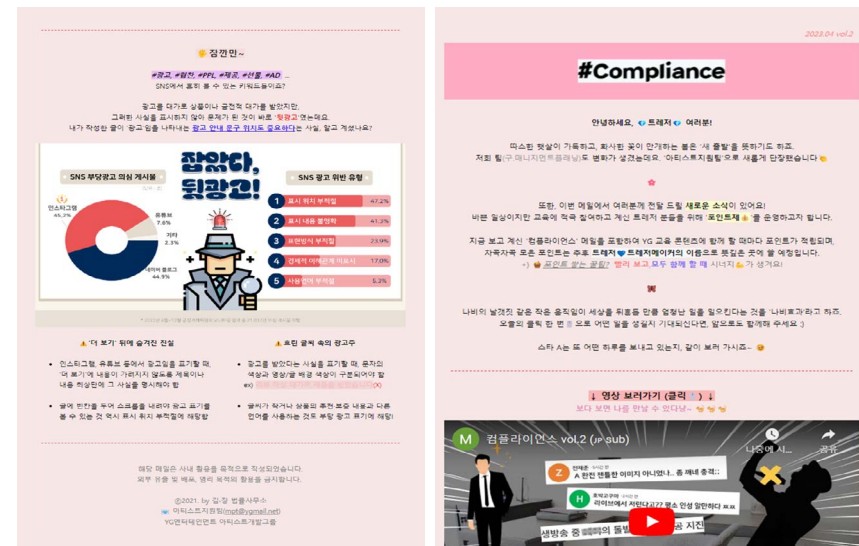 잠깐만~
#광고, #협찬, #PPL, #제공, #선물, #AD ...
SNS에서 흔히 볼 수 있는 키워드들이죠?
광고를 대가로 상품이나 금전적 대가를 받았지만,
그러한 사실을 표시하지 않아 문제가 된 것이 바로 '뒷광고'였는데요.
내가 작성한 글이 '광고'임을 나타내는 광고 안내 문구 위치도 중요하다는 사실, 알고 계셨나요?
잡았다,
뒷광고!
SNS 부당광고 의심 게시물
인스타그램
45.2%
유튜브
7.6%
기타
2.3%
네이버 블로그
44.9%
SNS 광고 위반 유형
1 표시 위치 부적절 47.2%
2 표시 내용 불명확 41.3%
3 표현방식 부적절 23.9%
4 경제적 이해관계 미표시 17.0%
5 사용언어 부적절 5.3%
'더 보기' 뒤에 숨겨진 진실
인스타그램, 유튜브 등에서 광고임을 표기할 때,
'더 보기'에 내용이 가려지지 않도록 제목이나
내용 최상단에 그 사실을 명시해야 함
글에 빈칸을 두어 스크롤을 내려야 광고 표기를
볼 수 있는 것 역시 표시 위치 부적절에 해당함
흐린 글씨 속의 광고주
광고를 받았다는 사실을 표기할 때, 문자의
색상과 영상/글 배경 색상이 구분되어야 함
ex) (X)
글씨가 작거나 상품의 추천·보증 내용과 다른
언어를 사용하는 것도 부당 광고 표기에 해당!
해당 메일은 사내 활용을 목적으로 작성되었습니다.
외부 유출 및 배포, 영리 목적의 활용을 금지합니다.
ⓒ2021. by 김·장 법률사무소
아티스트지원팀(mpt@ygmail.net)
YG엔터테인먼트 아티스트개발그룹
2023.04 vol.2
#Compliance
안녕하세요, 트레저 여러분!
따스한 햇살이 가득하고, 화사한 꽃이 만개하는 봄은 '새 출발'을 뜻하기도 하죠.
저희 팀(구 매니지먼트플래닝)도 변화가 생겼는데요. '아티스트지원팀'으로 새롭게 단장했습니다
또한, 이번 메일에서 여러분께 전달 드릴 새로운 소식이 있어요!
바쁜 일상이지만 교육에 적극 참여하고 계신 트레저 분들을 위해 '포인트제'를 운영하고자 합니다.
지금 보고 계신 '컴플라이언스' 메일을 포함하여 YG 교육 콘텐츠에 함께 할 때마다 포인트가 적립되며,
차곡차곡 모은 포인트는 추후 트레저 트레저메이커의 이름으로 뜻깊은 곳에 쓸 예정입니다.
+) 포인트 쌓는 꿀팁? 빨리 보고, 모두 함께 할 때 시너지가 생겨요!
나비의 날갯짓 같은 작은 움직임이 세상을 뒤흔들 만큼 엄청난 일을 일으킨다는 것을 '나비효과'라고 하죠.
오늘의 클릭 한 번으로 어떤 일이 생길지 기대되신다면, 앞으로도 함께해 주세요 :)
스타 A는 또 어떤 하루를 보내고 있는지, 같이 보러 가시죠~
↓ 영상 보러가기 (클릭) ↓
보다 보면 나를 만날 수 있다냥~
M 컴플라이언스 vol.2 (JP sub)
나중에 시...
공유
Z
A 완전 젠틀한 이미지 아니었나.. 좀 깨네 충격;;
H
라이브에서 저런다고?? 평소 인성 알만하다 ㅉㅉ
생방송 중